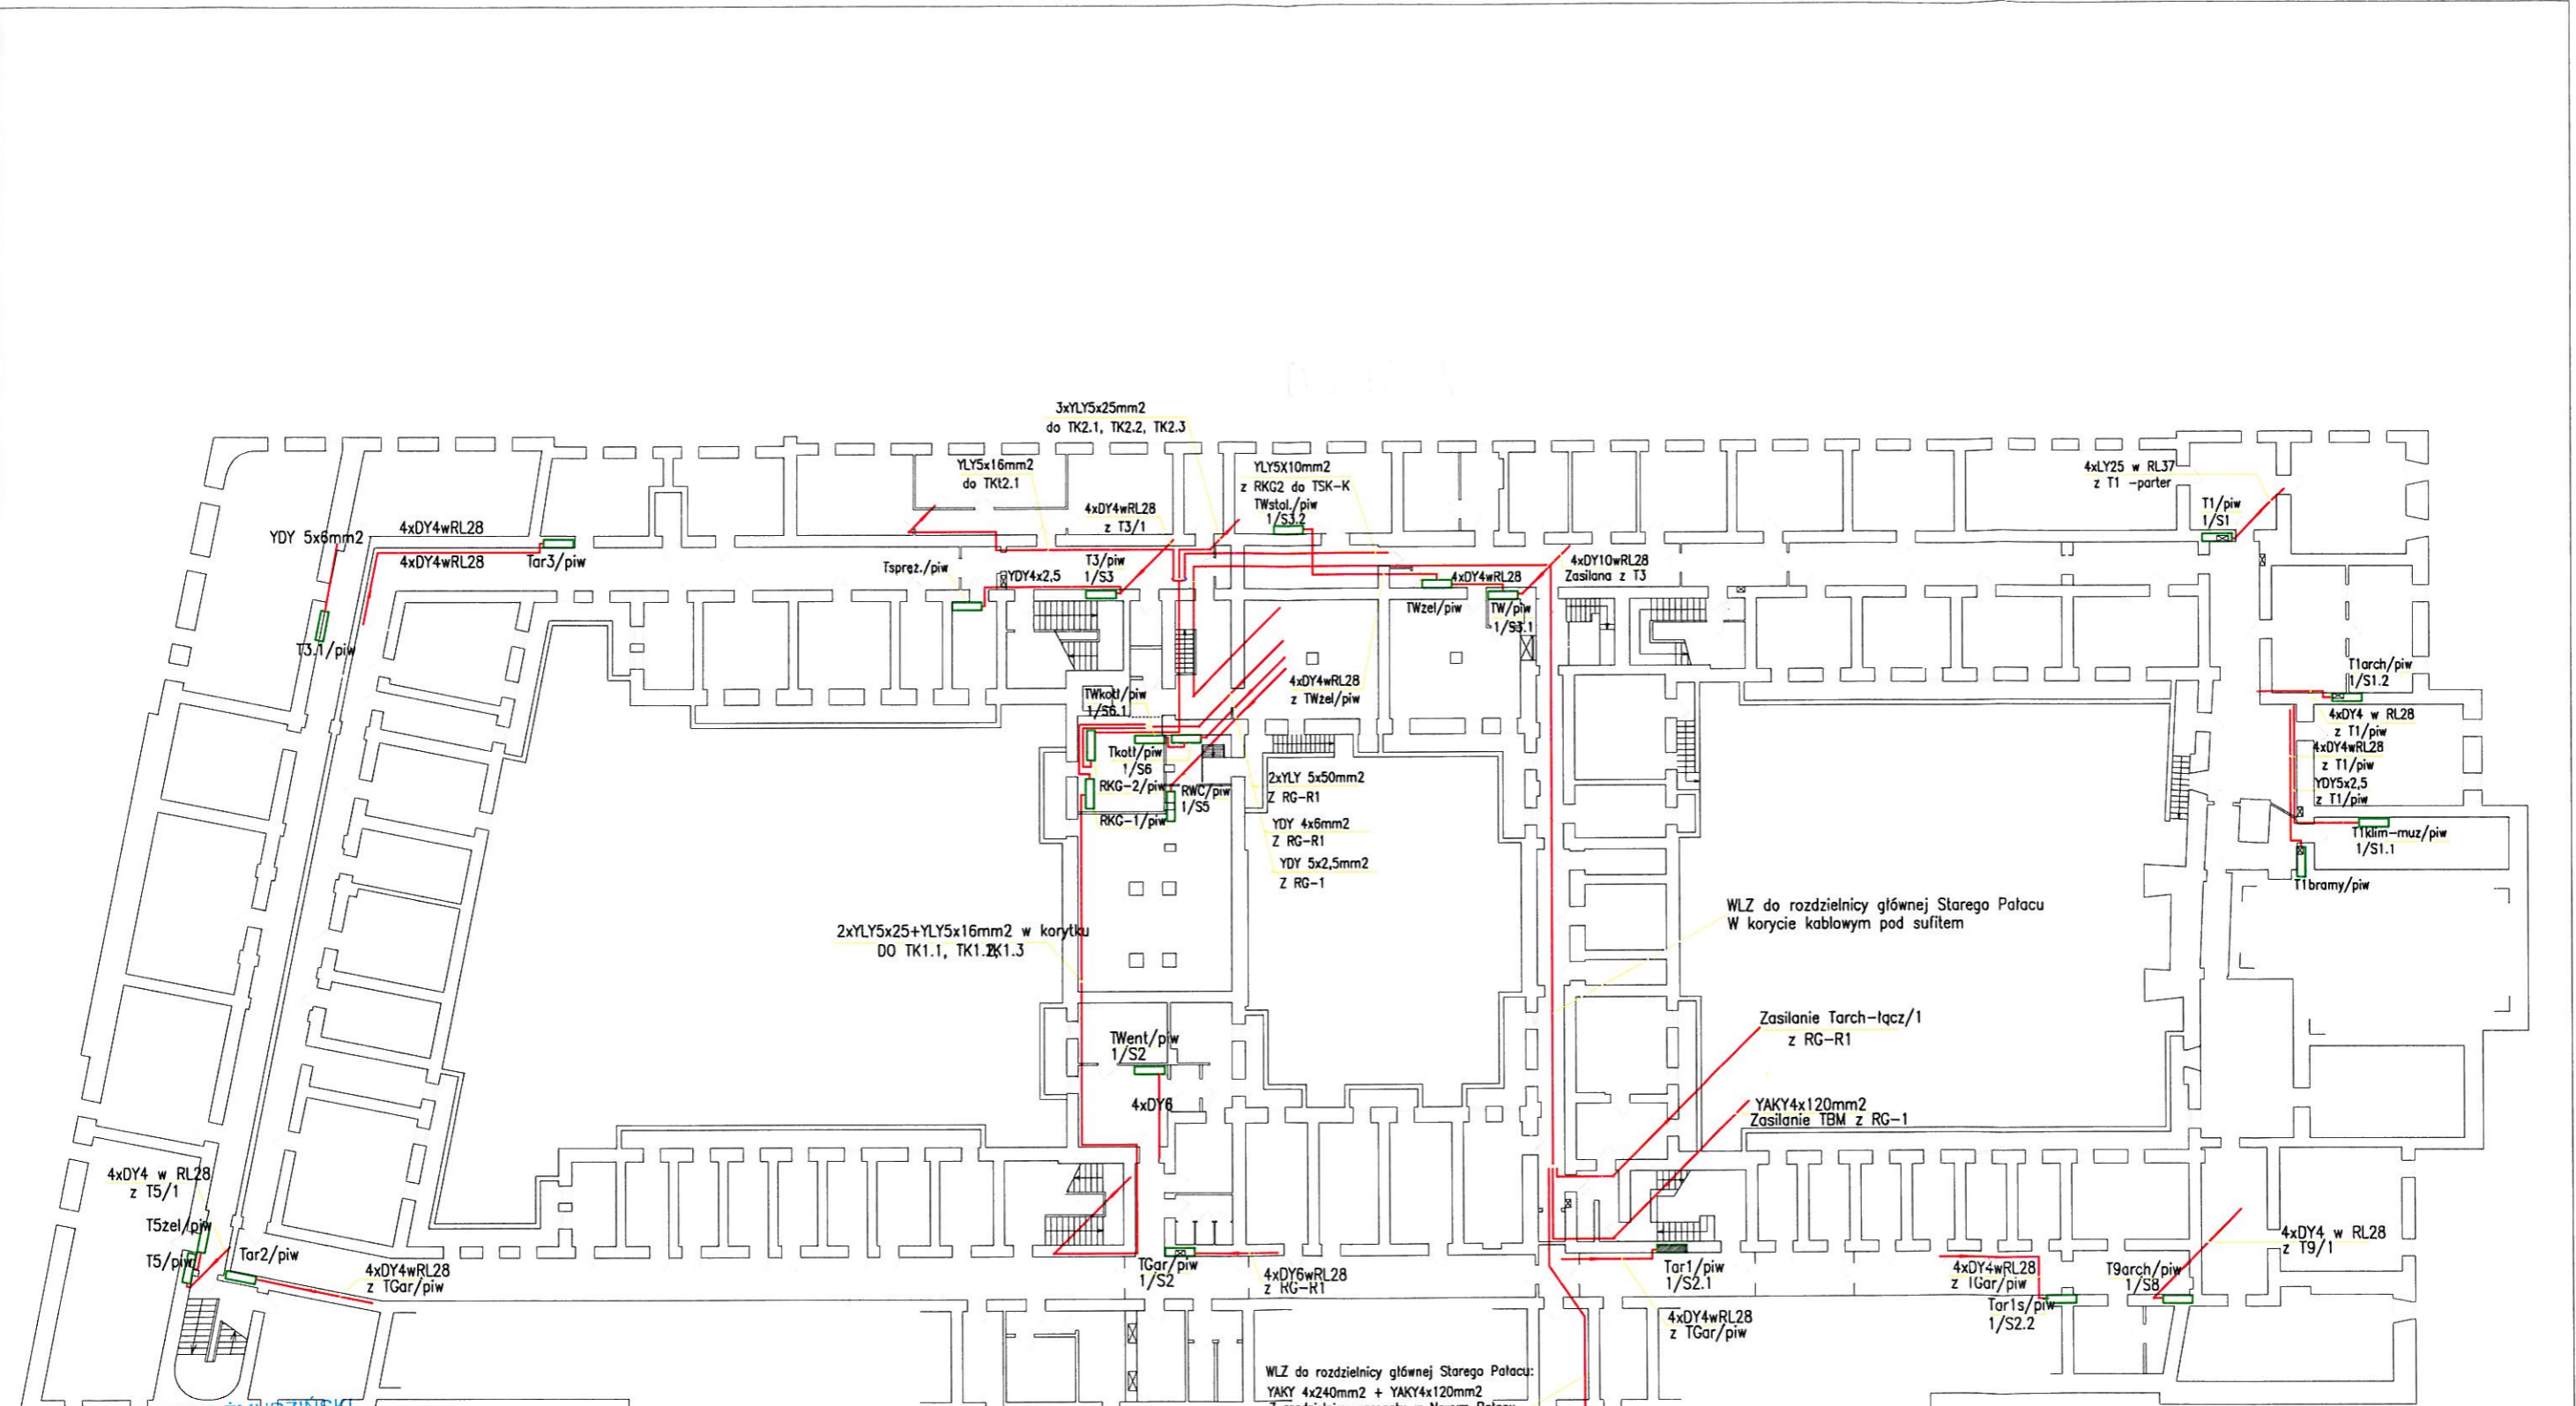 3xYLY5x25mm2
do TK2.1, TK2.2, TK2.3
YLY5x16mm2
do TKt2.1
YLY5X10mm2
z RKG2 do TSK-K
TWstol./piw
1/S3.2
4xLY25 w RL37
z T1 -parter
T1/piw
1/S1
4xDY4wRL28
z T3/1
YDY 5x6mm2
4xDY4wRL28
4xDY4wRL28
Tar3/piw
Tspręż./piw
YDY4x2,5
T3/piw
1/S3
4xDY10wRL28
Zasilana z T3
4xDY4wRL28
TWzel/piw
TW/piw
1/S3.1
T3.1/piw
4xDY4wRL28
z TWżel/piw
T1arch/piw
1/S1.2
TWkotł/piw
1/S6.1
4xDY4 w RL28
z T1/piw
4xDY4wRL28
z T1/piw
YDY5x2,5
z T1/piw
Tkotł/piw
1/S6
RKG-2/piw
RWC/piw
1/S5
RKG-1/piw
2xYLY 5x50mm2
Z RG-R1
YDY 4x6mm2
Z RG-R1
YDY 5x2,5mm2
Z RG-1
T1klim-muz/piw
1/S1.1
T1bramy/piw
WLZ do rozdzielnicy głównej Starego Pałacu
W korycie kablowym pod sufitem
2xYLY5x25+YLY5x16mm2 w korytku
DO TK1.1, TK1.2, TK1.3
Zasilanie Tarch-łącz/1
z RG-R1
TWent/piw
1/S2
4xDY6
YAKY4x120mm2
Zasilanie TBM z RG-1
4xDY4 w RL28
z T5/1
T5żel/piw
T5/piw
Tar2/piw
4xDY4wRL28
z TGar/piw
TGar/piw
1/S2
4xDY6wRL28
z RG-R1
Tar1/piw
1/S2.1
4xDY4wRL28
z TGar/piw
4xDY4wRL28
z TGar/piw
Tar1s/piw
1/S2.2
T9arch/piw
1/S8
4xDY4 w RL28
z T9/1
WLZ do rozdzielnicy głównej Starego Pałacu:
YAKY 4x240mm2 + YAKY4x120mm2